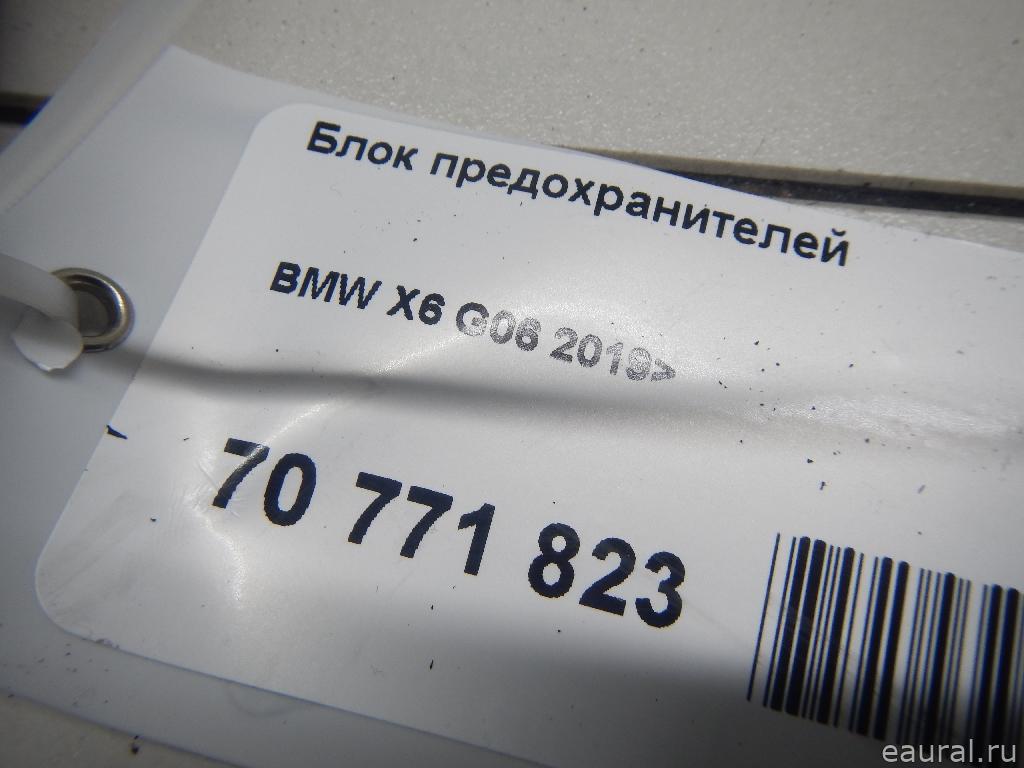 Блок предохранителей
BMW X6 G06 2019>
70 771 823
eaural.ru